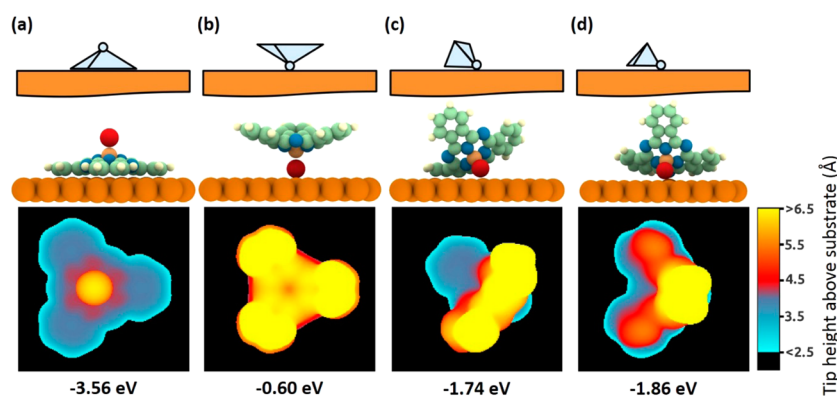 (a)
(b)
(c)
(d)
>6.5
5.5
4.5
3.5
<2.5
Tip height above substrate (Å)
-3.56 eV
-0.60 eV
-1.74 eV
-1.86 eV